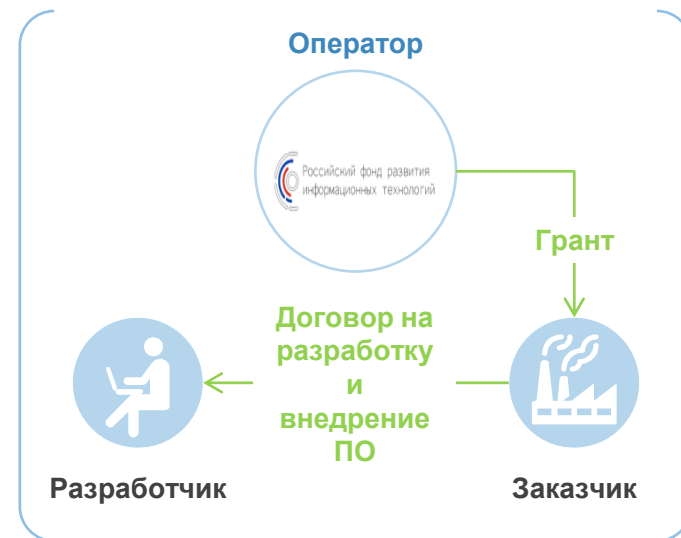 Оператор
Российский фонд развития
информационных технологий
Грант
Договор на
разработку
и
внедрение
ПО
Разработчик
Заказчик